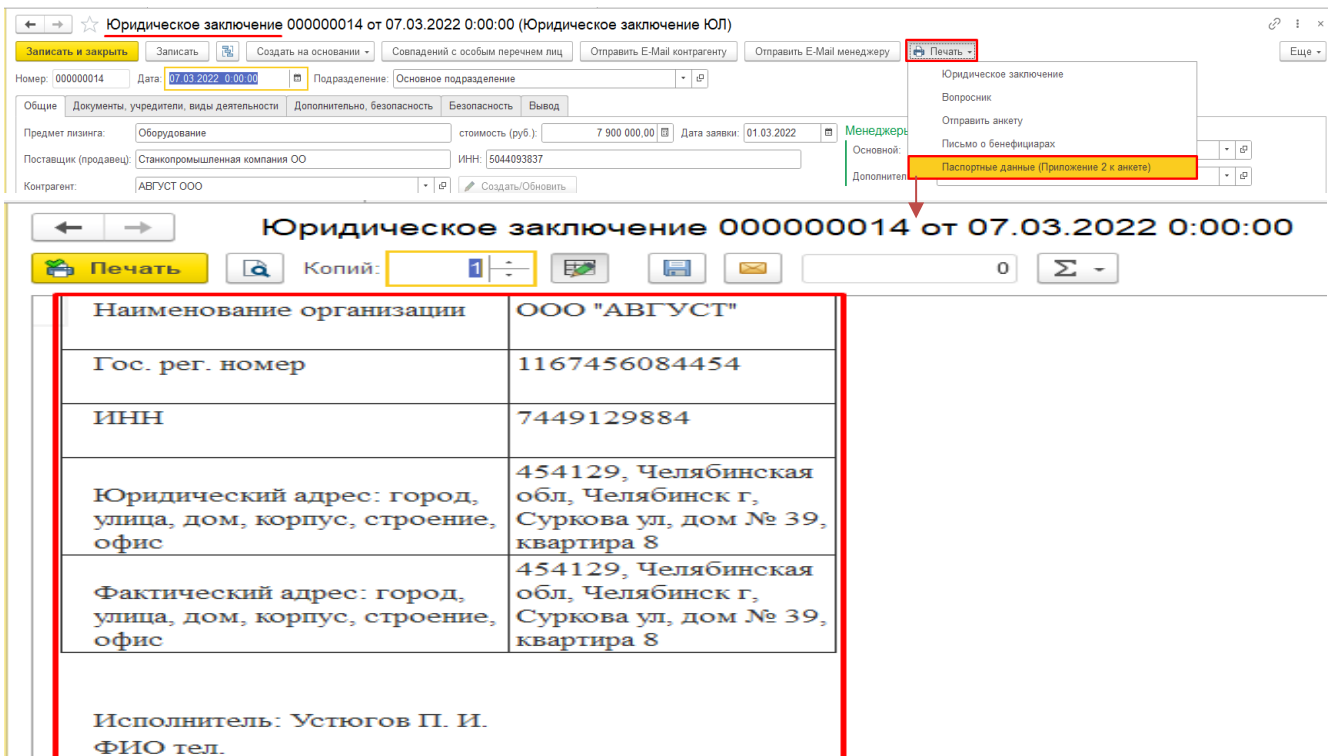 Юридическое заключение 000000014 от 07.03.2022 0:00:00 (Юридическое заключение ЮЛ)
Записать и закрыть Записать Создать на основании Совпадений с особым перечнем лиц Отправить E-Mail контрагенту Отправить E-Mail менеджеру Печать Еще
Номер: 000000014 Дата: 07.03.2022 0:00:00 Подразделение: Основное подразделение
Юридическое заключение
Вопросник
Отправить анкету
Письмо о бенефициарах
Паспортные данные (Приложение 2 к анкете)
Общие Документы, учредители, виды деятельности Дополнительно, безопасность Безопасность Вывод
Предмет лизинга: Оборудование стоимость (руб.): 7 900 000,00 Дата заявки: 01.03.2022 Менеджеры
Основной:
Поставщик (продавец): Станкопромышленная компания ОО ИНН: 5044093837
Дополнител
Контрагент: АВГУСТ ООО Создать/Обновить
Юридическое заключение 000000014 от 07.03.2022 0:00:00
Печать Копий: 1 0 Σ
Наименование организации ООО "АВГУСТ"
Гос. рег. номер 1167456084454
ИНН 7449129884
Юридический адрес: город,
улица, дом, корпус, строение,
офис
454129, Челябинская
обл, Челябинск г,
Суркова ул, дом № 39,
квартира 8
Фактический адрес: город,
улица, дом, корпус, строение,
офис
454129, Челябинская
обл, Челябинск г,
Суркова ул, дом № 39,
квартира 8
Исполнитель: Устюгов П. И.
ФИО тел.